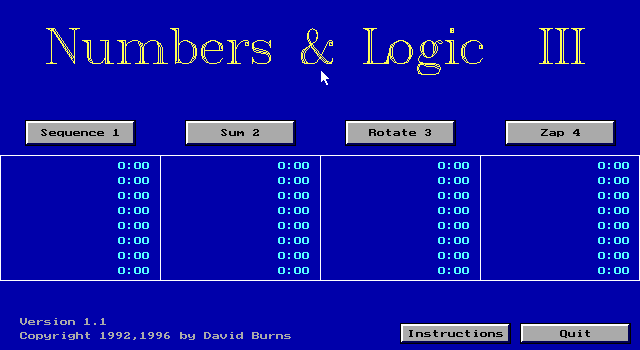 Numbers & Logic III
Sequence 1 Sum 2 Rotate 3 Zap 4
0:00 0:00 0:00 0:00
0:00 0:00 0:00 0:00
0:00 0:00 0:00 0:00
0:00 0:00 0:00 0:00
0:00 0:00 0:00 0:00
0:00 0:00 0:00 0:00
0:00 0:00 0:00 0:00
0:00 0:00 0:00 0:00
Version 1.1
Copyright 1992,1996 by David Burns
Instructions Quit